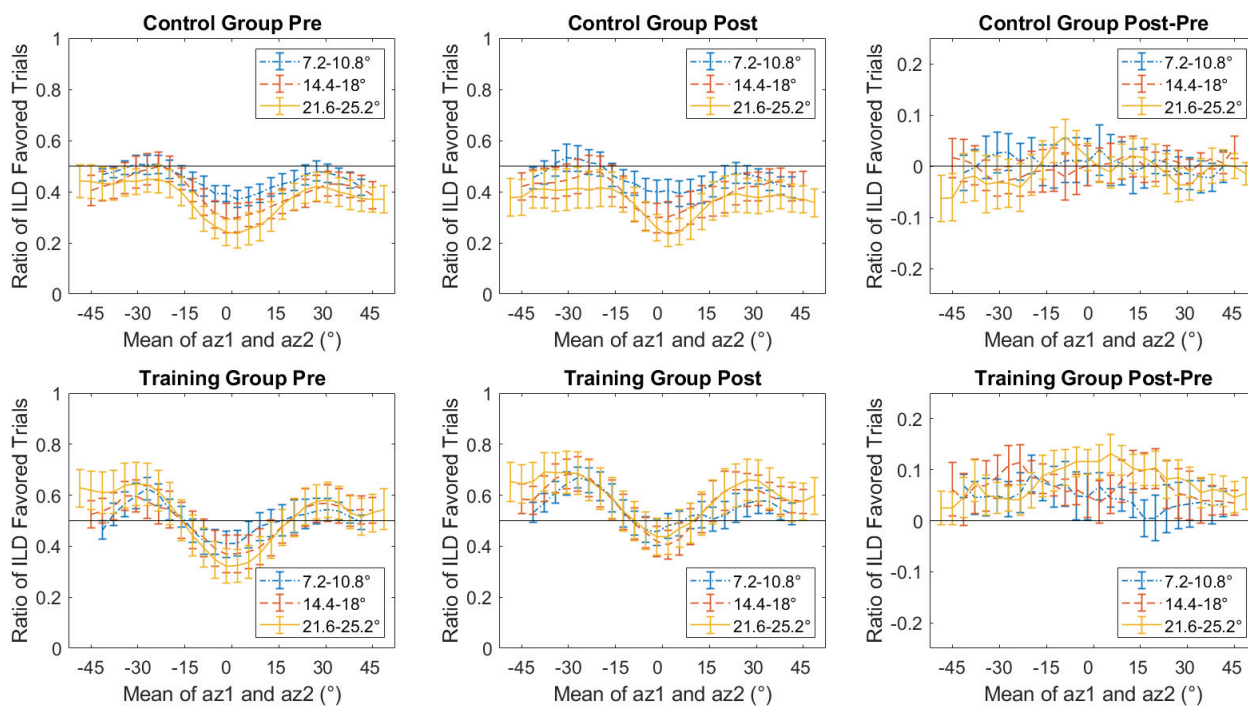 Control Group Pre
Ratio of ILD Favored Trials
1
0.8
0.6
0.4
0.2
0
7.2-10.8°
14.4-18°
21.6-25.2°
-45 -30 -15 0 15 30 45
Mean of az1 and az2 (°)
Control Group Post
Ratio of ILD Favored Trials
1
0.8
0.6
0.4
0.2
0
7.2-10.8°
14.4-18°
21.6-25.2°
-45 -30 -15 0 15 30 45
Mean of az1 and az2 (°)
Control Group Post-Pre
Ratio of ILD Favored Trials
0.2
0.1
0
-0.1
-0.2
7.2-10.8°
14.4-18°
21.6-25.2°
-45 -30 -15 0 15 30 45
Mean of az1 and az2 (°)
Training Group Pre
Ratio of ILD Favored Trials
1
0.8
0.6
0.4
0.2
0
7.2-10.8°
14.4-18°
21.6-25.2°
-45 -30 -15 0 15 30 45
Mean of az1 and az2 (°)
Training Group Post
Ratio of ILD Favored Trials
1
0.8
0.6
0.4
0.2
0
7.2-10.8°
14.4-18°
21.6-25.2°
-45 -30 -15 0 15 30 45
Mean of az1 and az2 (°)
Training Group Post-Pre
Ratio of ILD Favored Trials
0.2
0.1
0
-0.1
-0.2
7.2-10.8°
14.4-18°
21.6-25.2°
-45 -30 -15 0 15 30 45
Mean of az1 and az2 (°)